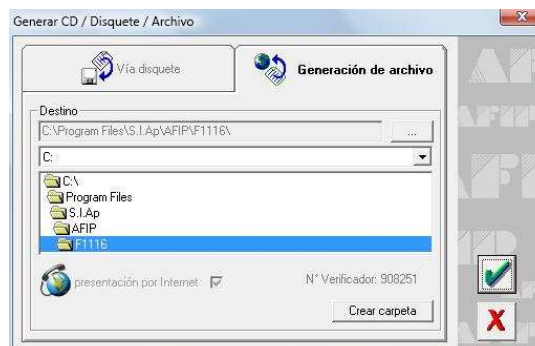 Generar CD / Disquete / Archivo
Vía disquete
Generación de archivo
Destino
C:\Program Files\S.I.Ap\AFIP\F1116\
...
C:
C:\
Program Files
S.I.Ap
AFIP
F1116
presentación por Internet
N° Verificador: 908251
Crear carpeta